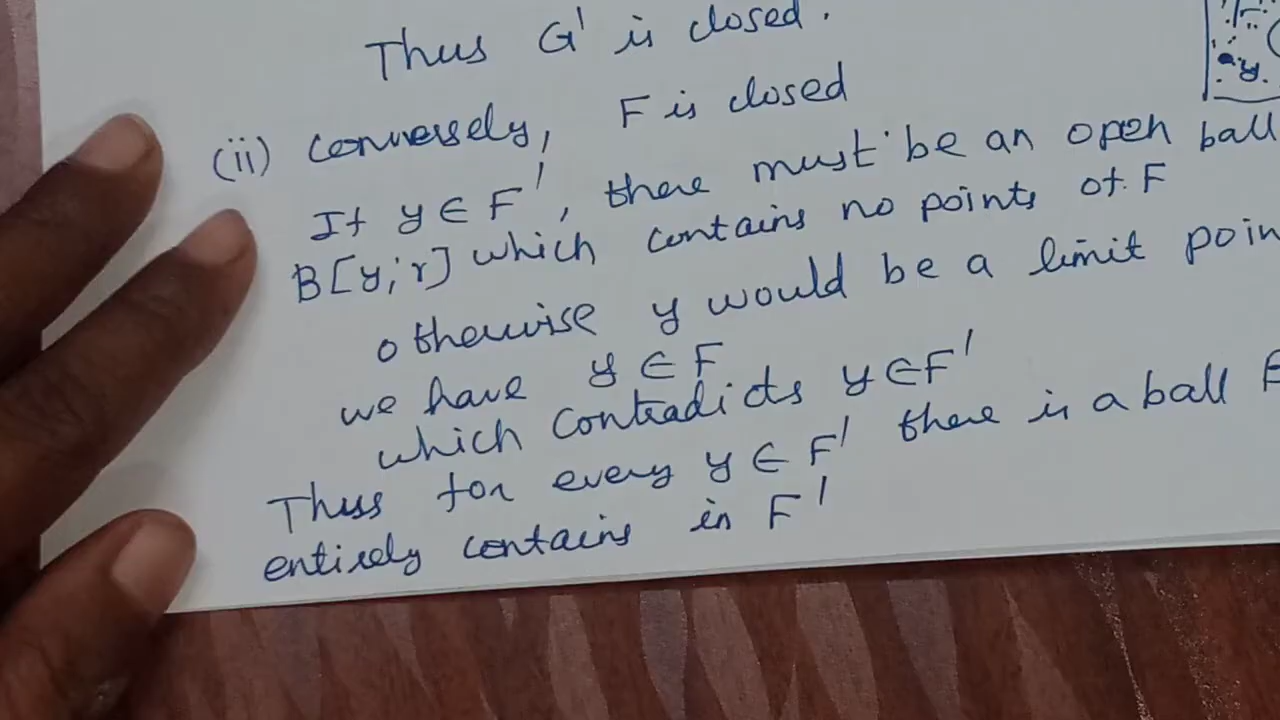 Thus G' is closed.
(ii) Conversely, F is closed
If y ∈ F', there must be an open ball
B[y;r] which contains no points of F
otherwise y would be a limit poin
we have y ∈ F
which contradicts y ∈ F'
Thus for every y ∈ F' there is a ball
entirely contains in F'
y